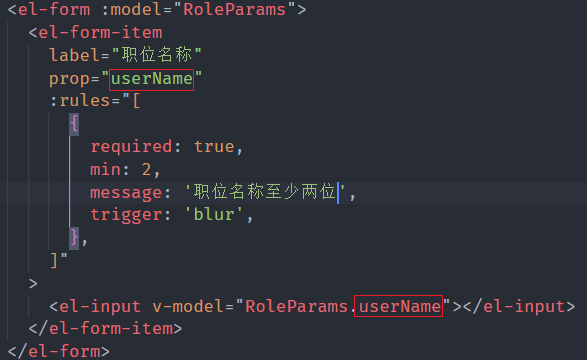 <el-form :model="RoleParams">
<el-form-item
label="职位名称"
prop="userName"
:rules="[
{
required: true,
min: 2,
message: '职位名称至少两位',
trigger: 'blur',
},
]"
>
<el-input v-model="RoleParams.userName"></el-input>
</el-form-item>
</el-form>